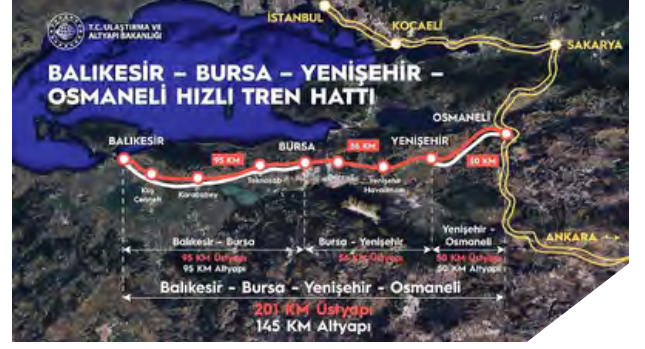 İSTANBUL
KOCAELİ
SAKARYA
T.C. ULAŞTIRMA VE
ALTYAPI BAKANLIĞI
BALIKESİR – BURSA – YENİŞEHİR –
OSMANELİ HIZLI TREN HATTI
OSMANELİ
BALIKESİR
95 KM
BURSA
56 KM
YENİŞEHİR
50 KM
Kuş
Cenneti
Karacabey
Teknosab
Yenişehir
Havalimanı
ANKARA
Balıkesir – Bursa
95 KM Üstyapı
95 KM Altyapı
Bursa – Yenişehir
56 KM Üstyapı
Yenişehir –
Osmaneli
50 KM Üstyapı
50 KM Altyapı
Balıkesir - Bursa - Yenişehir - Osmaneli
201 KM Üstyapı
145 KM Altyapı